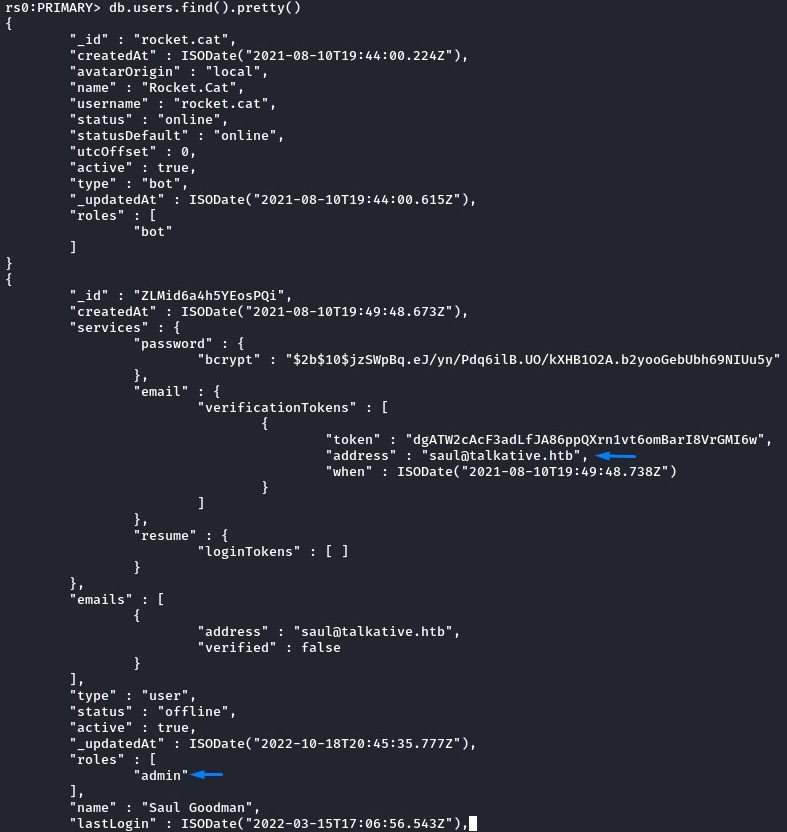 rs0:PRIMARY> db.users.find().pretty()
{
        "_id" : "rocket.cat",
        "createdAt" : ISODate("2021-08-10T19:44:00.224Z"),
        "avatarOrigin" : "local",
        "name" : "Rocket.Cat",
        "username" : "rocket.cat",
        "status" : "online",
        "statusDefault" : "online",
        "utcOffset" : 0,
        "active" : true,
        "type" : "bot",
        "_updatedAt" : ISODate("2021-08-10T19:44:00.615Z"),
        "roles" : [
                "bot"
        ]
}
{
        "_id" : "ZLMid6a4h5YEosPQi",
        "createdAt" : ISODate("2021-08-10T19:49:48.673Z"),
        "services" : {
                "password" : {
                        "bcrypt" : "$2b$10$jzSWpBq.eJ/yn/Pdq6ilB.UO/kXHB1O2A.b2yooGebUbh69NIUu5y"
                },
                "email" : {
                        "verificationTokens" : [
                                {
                                        "token" : "dgATW2cAcF3adLfJA86ppQXrn1vt6omBarI8VrGMI6w",
                                        "address" : "saul@talkative.htb",
                                        "when" : ISODate("2021-08-10T19:49:48.738Z")
                                }
                        ]
                },
                "resume" : {
                        "loginTokens" : [ ]
                }
        },
        "emails" : [
                {
                        "address" : "saul@talkative.htb",
                        "verified" : false
                }
        ],
        "type" : "user",
        "status" : "offline",
        "active" : true,
        "_updatedAt" : ISODate("2022-10-18T20:45:35.777Z"),
        "roles" : [
                "admin"
        ],
        "name" : "Saul Goodman",
        "lastLogin" : ISODate("2022-03-15T17:06:56.543Z"),